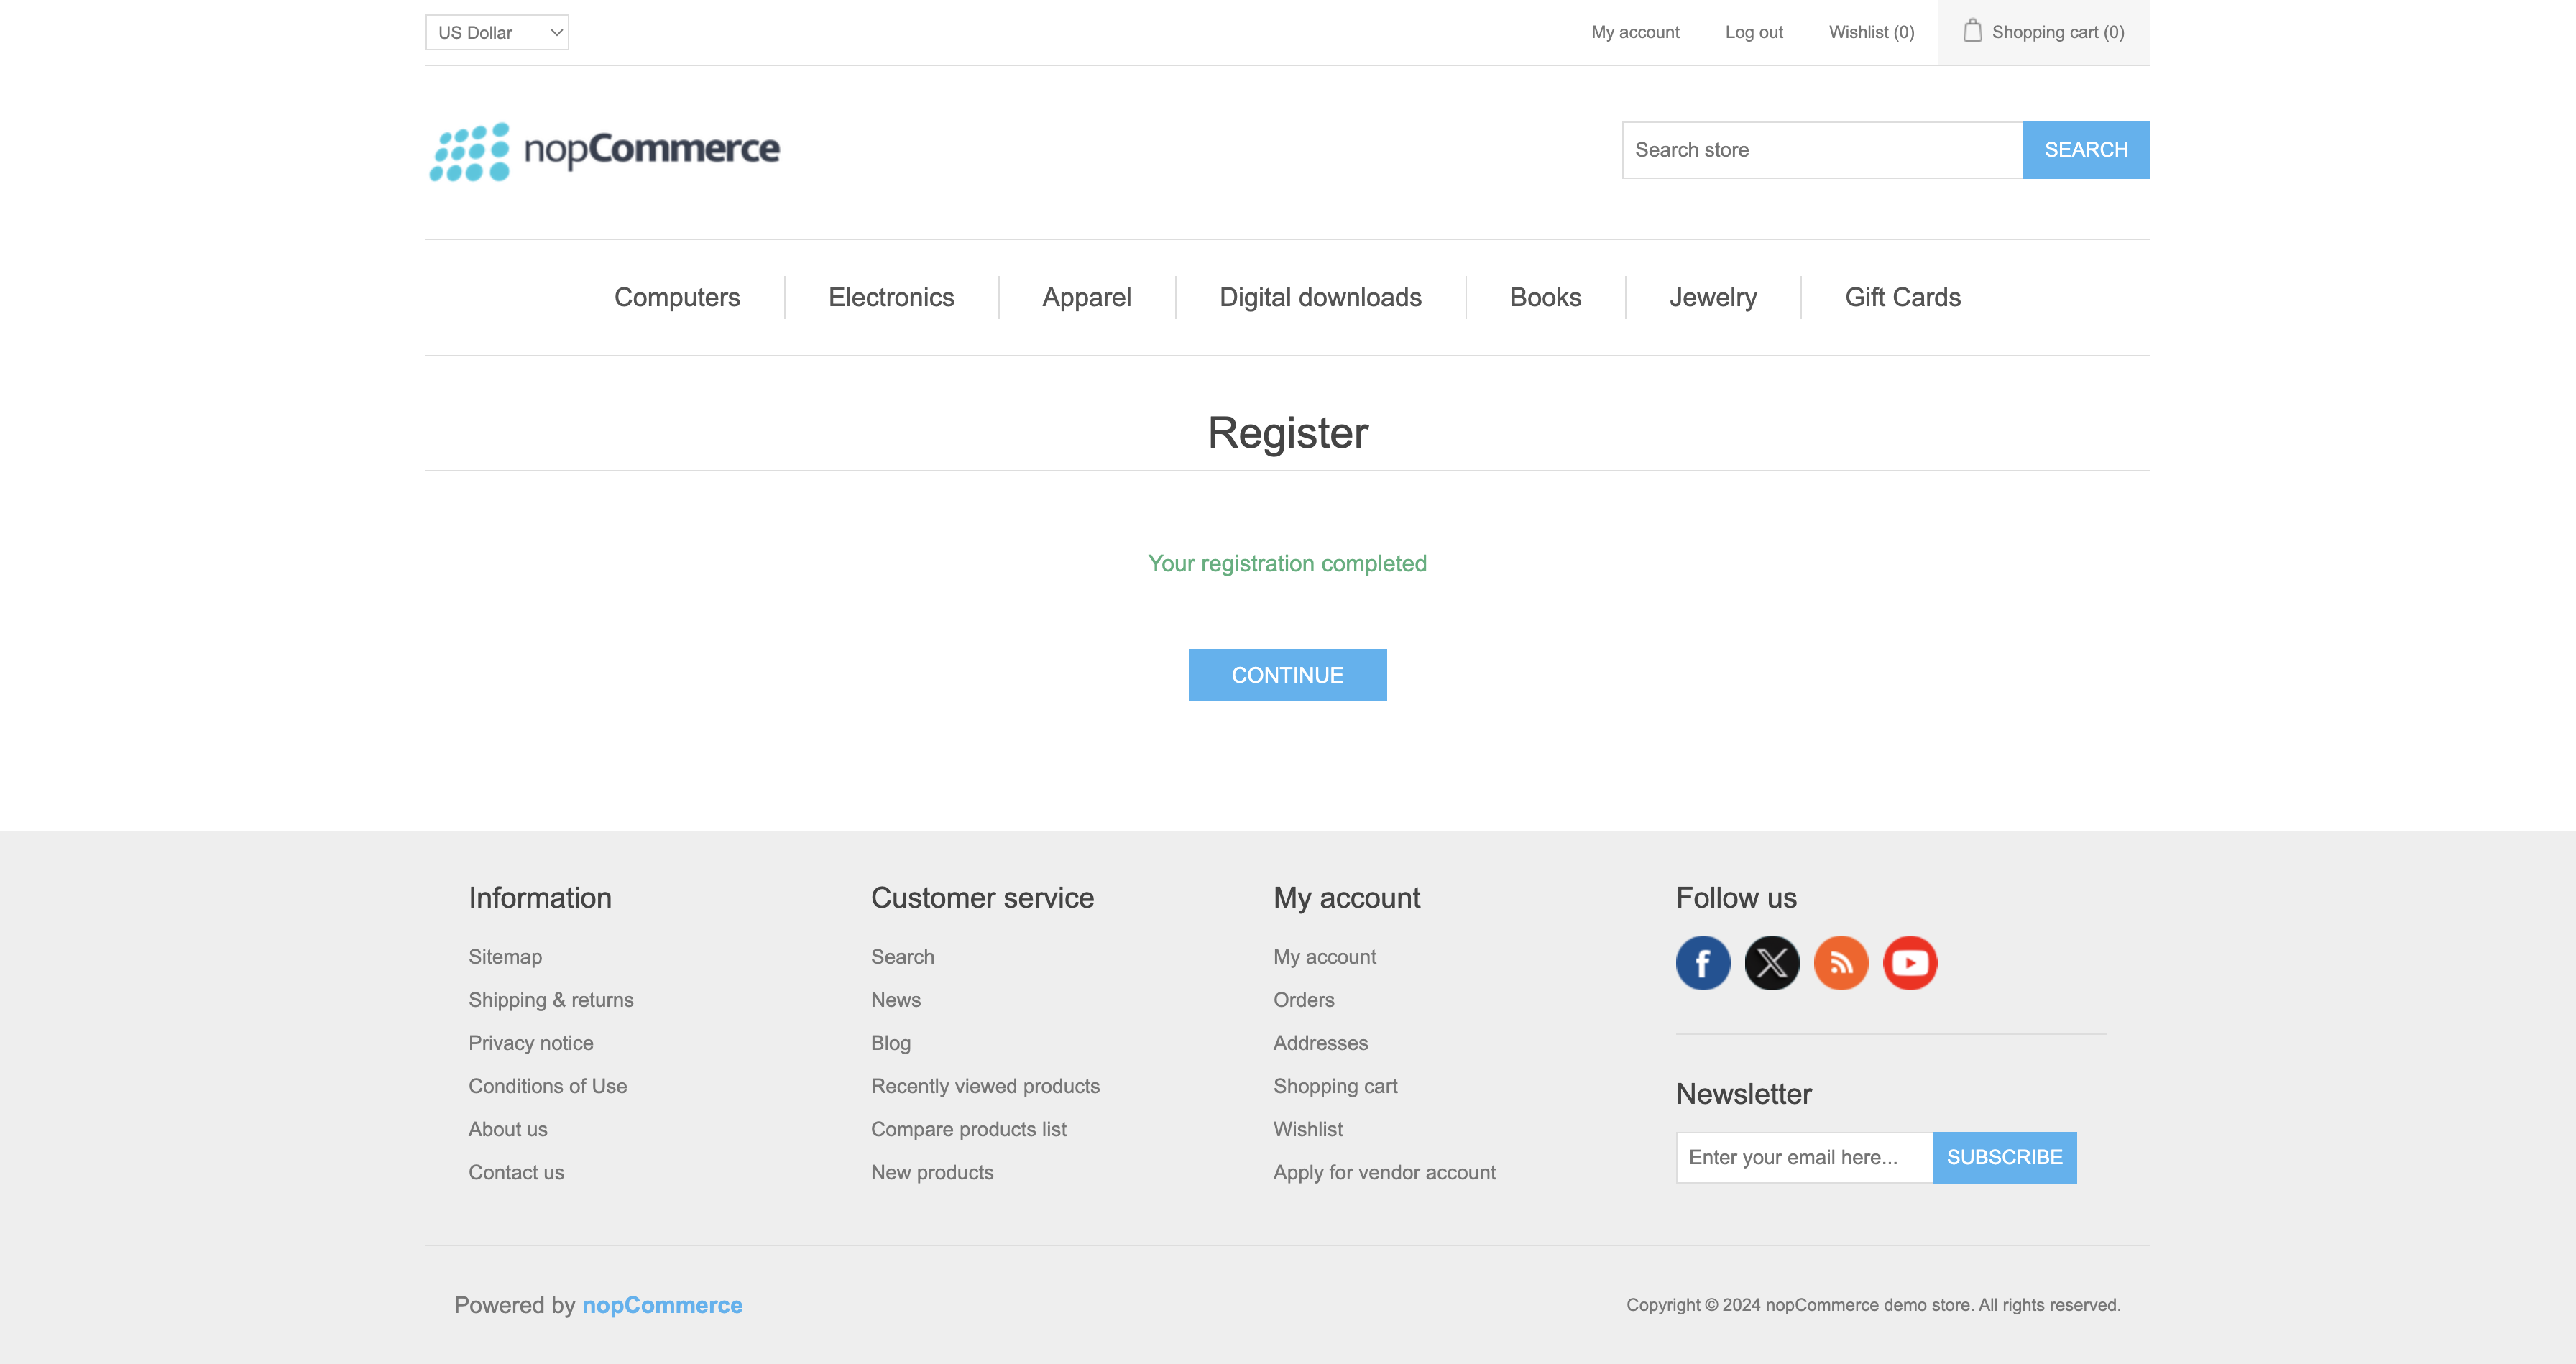 US Dollar
My account Log out Wishlist (0) Shopping cart (0)
nopCommerce
Search store SEARCH
Computers Electronics Apparel Digital downloads Books Jewelry Gift Cards
Register
Your registration completed
CONTINUE
Information
Sitemap
Shipping & returns
Privacy notice
Conditions of Use
About us
Contact us
Customer service
Search
News
Blog
Recently viewed products
Compare products list
New products
My account
My account
Orders
Addresses
Shopping cart
Wishlist
Apply for vendor account
Follow us
Newsletter
Enter your email here... SUBSCRIBE
Powered by nopCommerce
Copyright © 2024 nopCommerce demo store. All rights reserved.